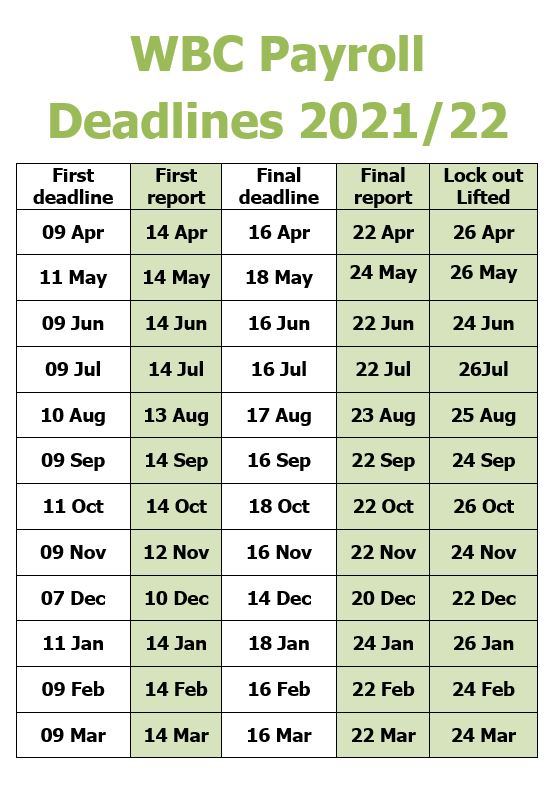 WBC Payroll
Deadlines 2021/22
First deadline First report Final deadline Final report Lock out Lifted
09 Apr 14 Apr 16 Apr 22 Apr 26 Apr
11 May 14 May 18 May 24 May 26 May
09 Jun 14 Jun 16 Jun 22 Jun 24 Jun
09 Jul 14 Jul 16 Jul 22 Jul 26Jul
10 Aug 13 Aug 17 Aug 23 Aug 25 Aug
09 Sep 14 Sep 16 Sep 22 Sep 24 Sep
11 Oct 14 Oct 18 Oct 22 Oct 26 Oct
09 Nov 12 Nov 16 Nov 22 Nov 24 Nov
07 Dec 10 Dec 14 Dec 20 Dec 22 Dec
11 Jan 14 Jan 18 Jan 24 Jan 26 Jan
09 Feb 14 Feb 16 Feb 22 Feb 24 Feb
09 Mar 14 Mar 16 Mar 22 Mar 24 Mar